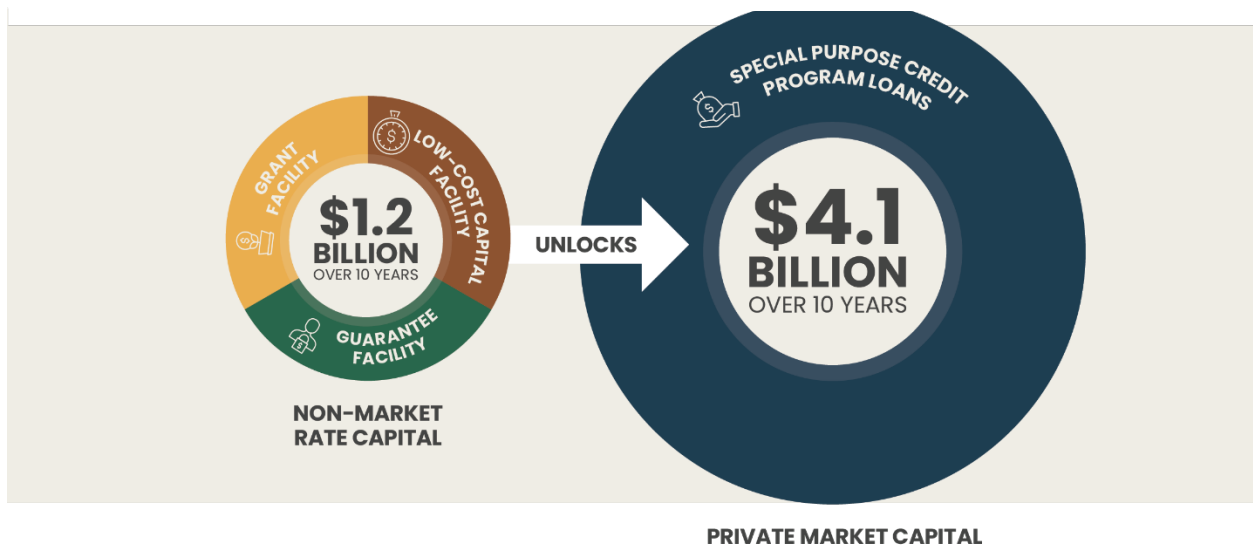 GRANT
FACILITY
LOW-COST CAPITAL
FACILITY
$1.2
BILLION
OVER 10 YEARS
GUARANTEE
FACILITY
NON-MARKET
RATE CAPITAL
UNLOCKS
SPECIAL PURPOSE CREDIT
PROGRAM LOANS
$4.1
BILLION
OVER 10 YEARS
PRIVATE MARKET CAPITAL